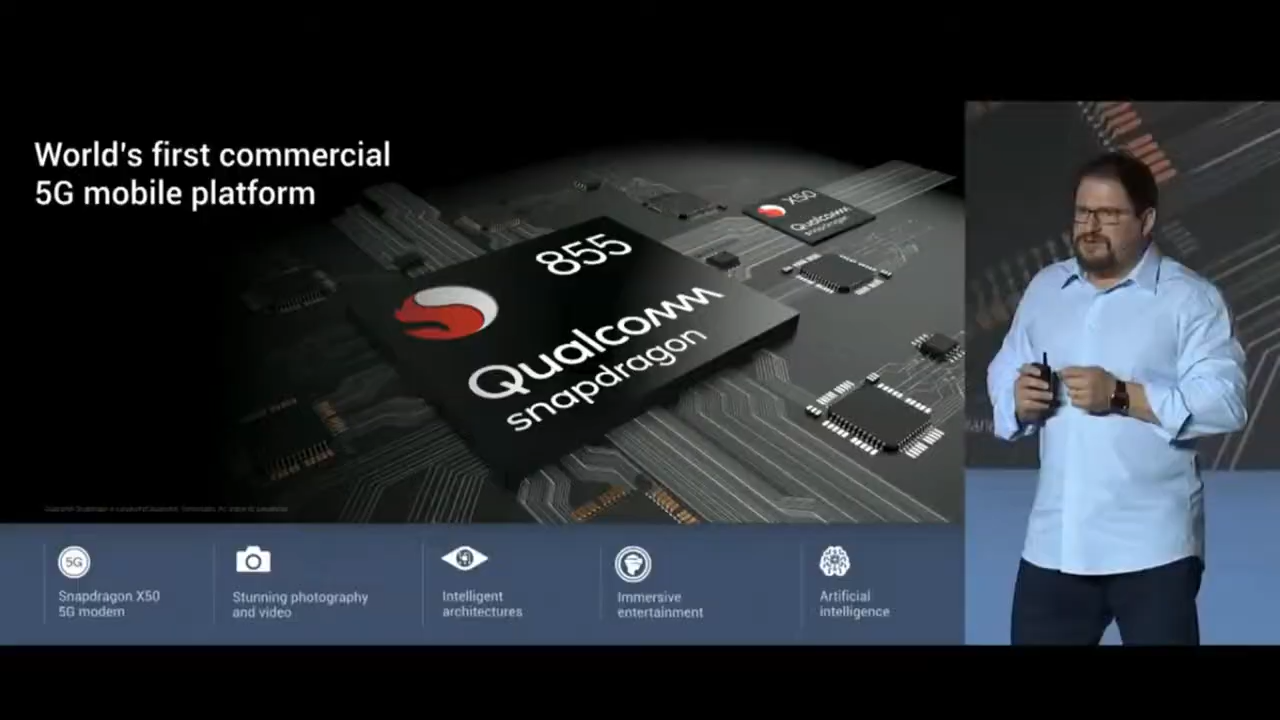 World's first commercial
5G mobile platform
855
Qualcomm
snapdragon
X50
Qualcomm
snapdragon
5G
Snapdragon X50
5G modem
Stunning photography
and video
Intelligent
architectures
Immersive
entertainment
Artificial
intelligence